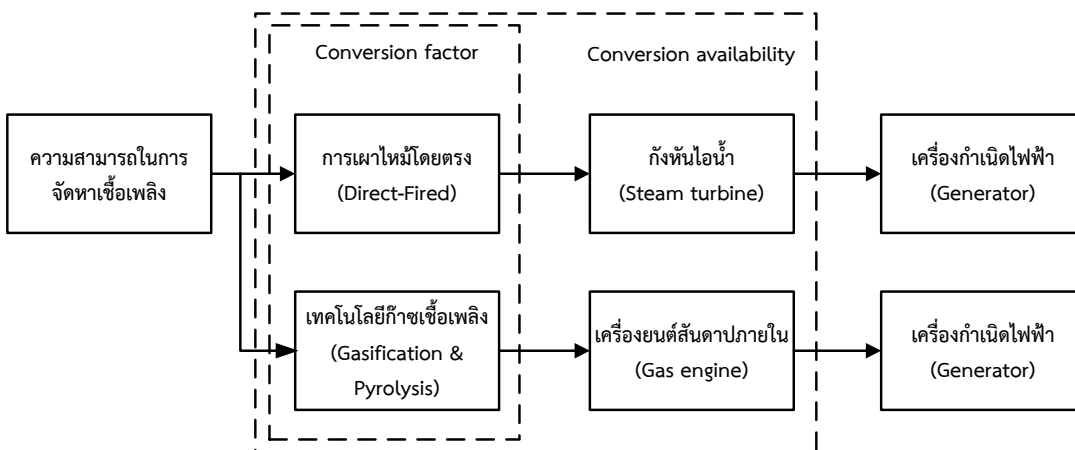 Conversion factor
Conversion availability
ความสามารถในการ
จัดหาเชื้อเพลิง
การเผาไหม้โดยตรง
(Direct-Fired)
กังหันไอน้ำ
(Steam turbine)
เครื่องกำเนิดไฟฟ้า
(Generator)
เทคโนโลยีก๊าซเชื้อเพลิง
(Gasification &
Pyrolysis)
เครื่องยนต์สันดาปภายใน
(Gas engine)
เครื่องกำเนิดไฟฟ้า
(Generator)